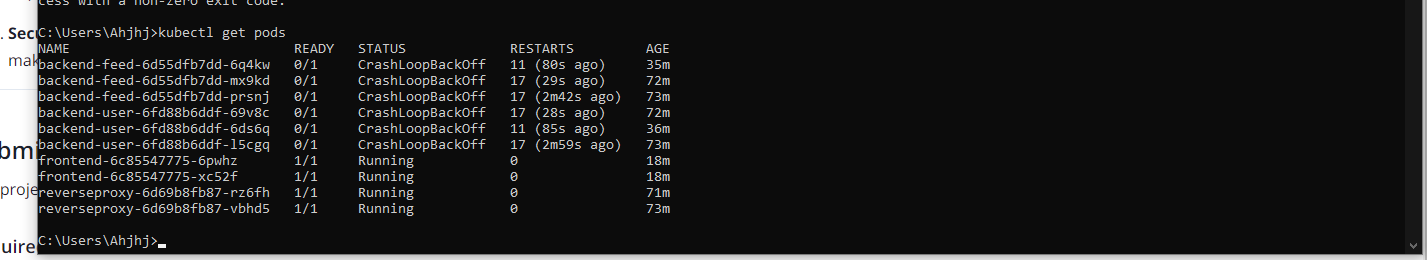 cess with a non-zero exit code.
. Sec
C:\Users\Ahjhj>kubectl get pods
NAME READY STATUS RESTARTS AGE
mak
backend-feed-6d55dfb7dd-6q4kw 0/1 CrashLoopBackOff 11 (80s ago) 35m
backend-feed-6d55dfb7dd-mx9kd 0/1 CrashLoopBackOff 17 (29s ago) 72m
backend-feed-6d55dfb7dd-prsnj 0/1 CrashLoopBackOff 17 (2m42s ago) 73m
backend-user-6fd88b6ddf-69v8c 0/1 CrashLoopBackOff 17 (28s ago) 72m
backend-user-6fd88b6ddf-6ds6q 0/1 CrashLoopBackOff 11 (85s ago) 36m
backend-user-6fd88b6ddf-l5cgq 0/1 CrashLoopBackOff 17 (2m59s ago) 73m
bm
frontend-6c85547775-6pwhz 1/1 Running 0 18m
frontend-6c85547775-xc52f 1/1 Running 0 18m
proje
reverseproxy-6d69b8fb87-rz6fh 1/1 Running 0 71m
reverseproxy-6d69b8fb87-vbhd5 1/1 Running 0 73m
uire
C:\Users\Ahjhj>